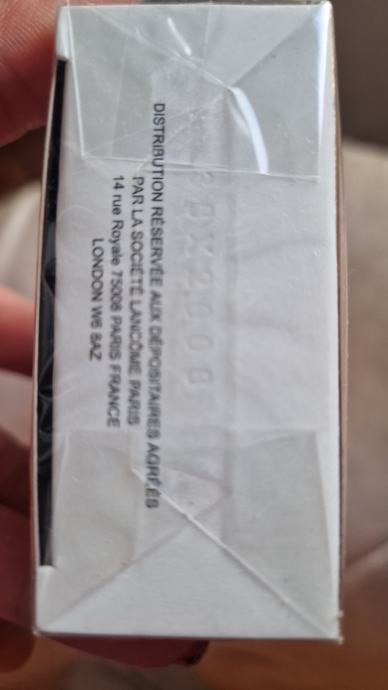 DISTRIBUTION RÉSERVÉE AUX DÉPOSITAIRES AGRÉÉS
PAR LA SOCIÉTÉ LANCÔME PARIS
14 rue Royale 75008 PARIS FRANCE
LONDON W6 8AZ